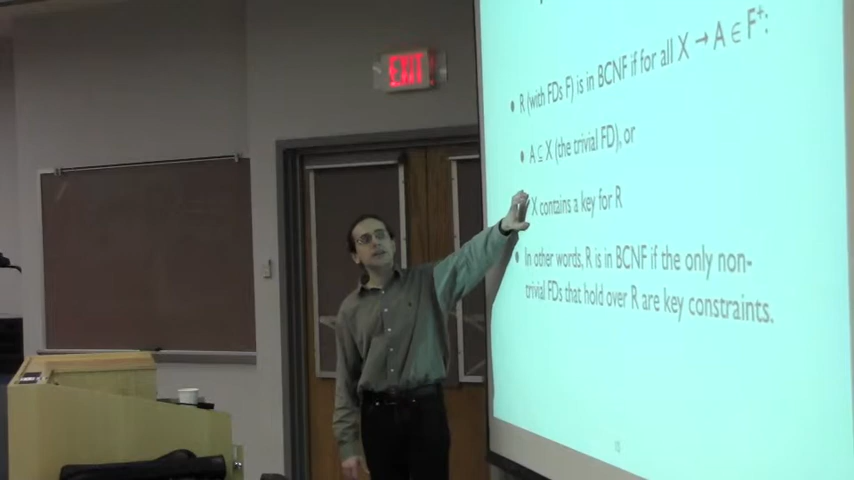 EXIT
• R (with FDs F) is in BCNF if for all X → A ∈ F⁺:
• A ⊆ X (the trivial FD), or
X contains a key for R
• In other words, R is in BCNF if the only non-
trivial FDs that hold over R are key constraints.